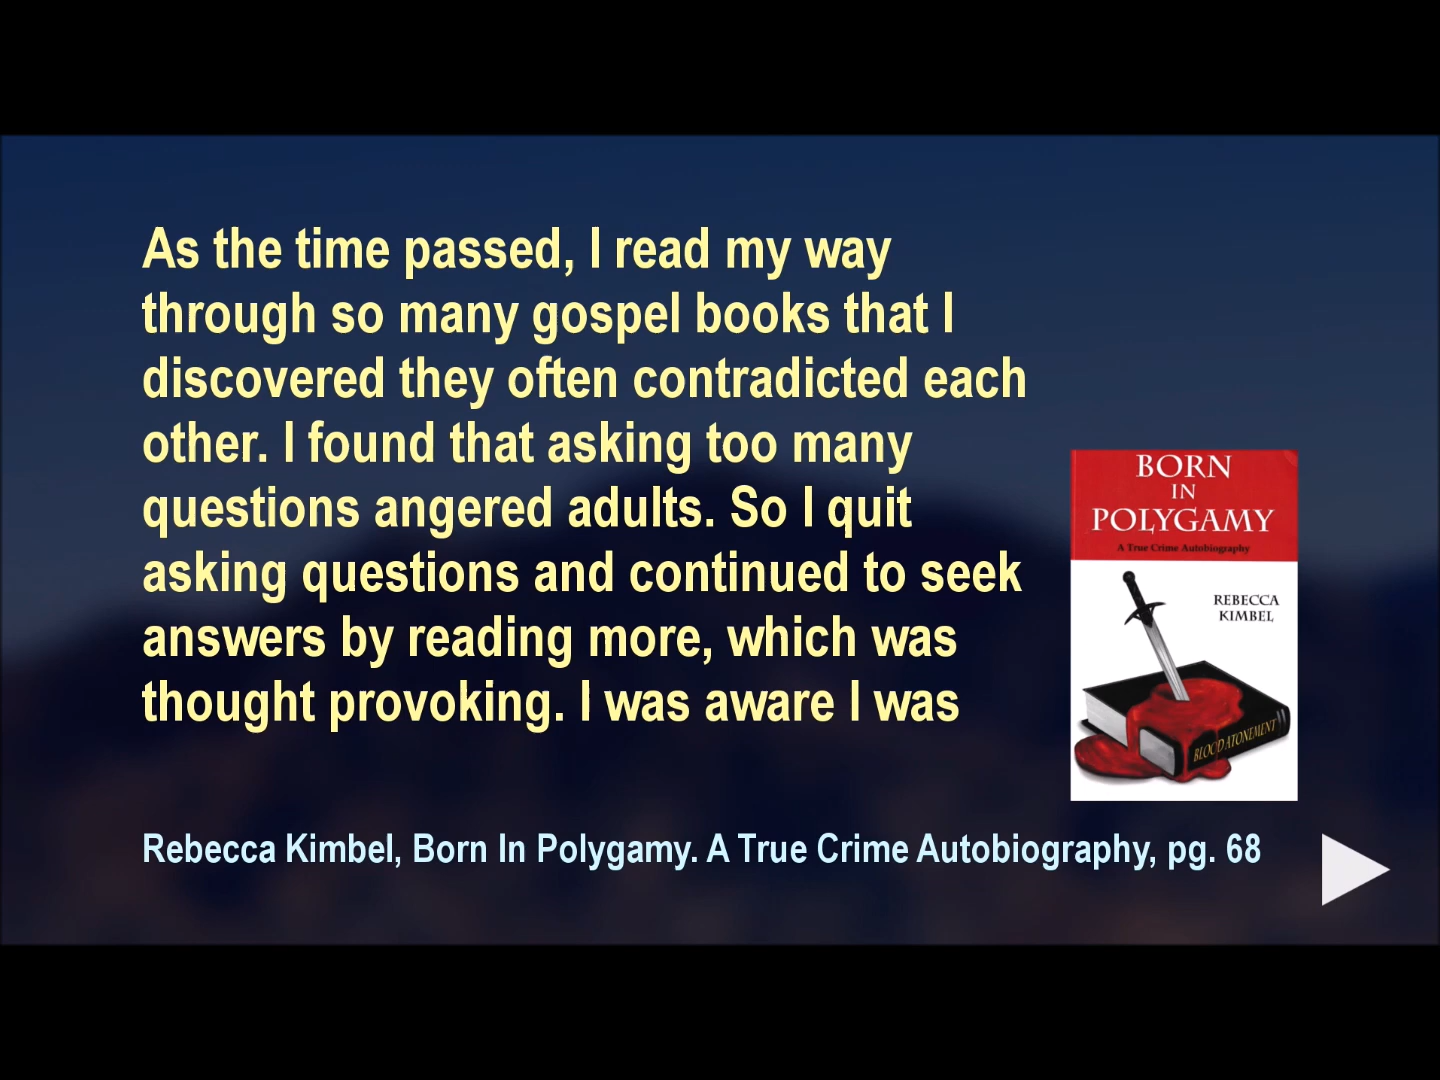 As the time passed, I read my way
through so many gospel books that I
discovered they often contradicted each
other. I found that asking too many
questions angered adults. So I quit
asking questions and continued to seek
answers by reading more, which was
thought provoking. I was aware I was
BORN
IN
POLYGAMY
A True Crime Autobiography
REBECCA
KIMBEL
BLOOD ATONEMENT
Rebecca Kimbel, Born In Polygamy. A True Crime Autobiography, pg. 68